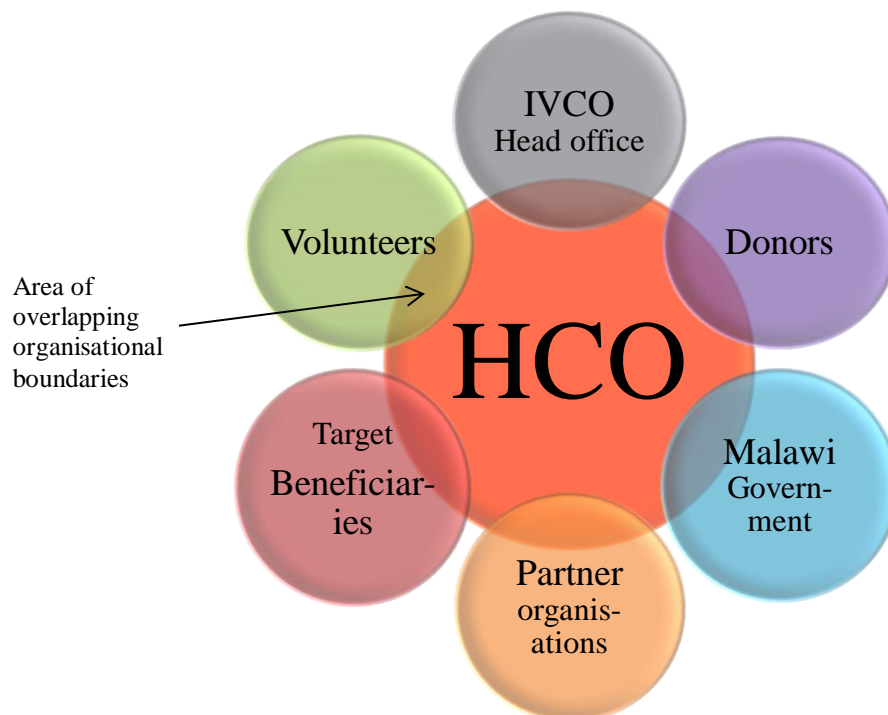 IVCO
Head office
Volunteers
Donors
Area of
overlapping
organisational
boundaries
HCO
Target
Beneficiar-
ies
Malawi
Govern-
ment
Partner
organis-
ations